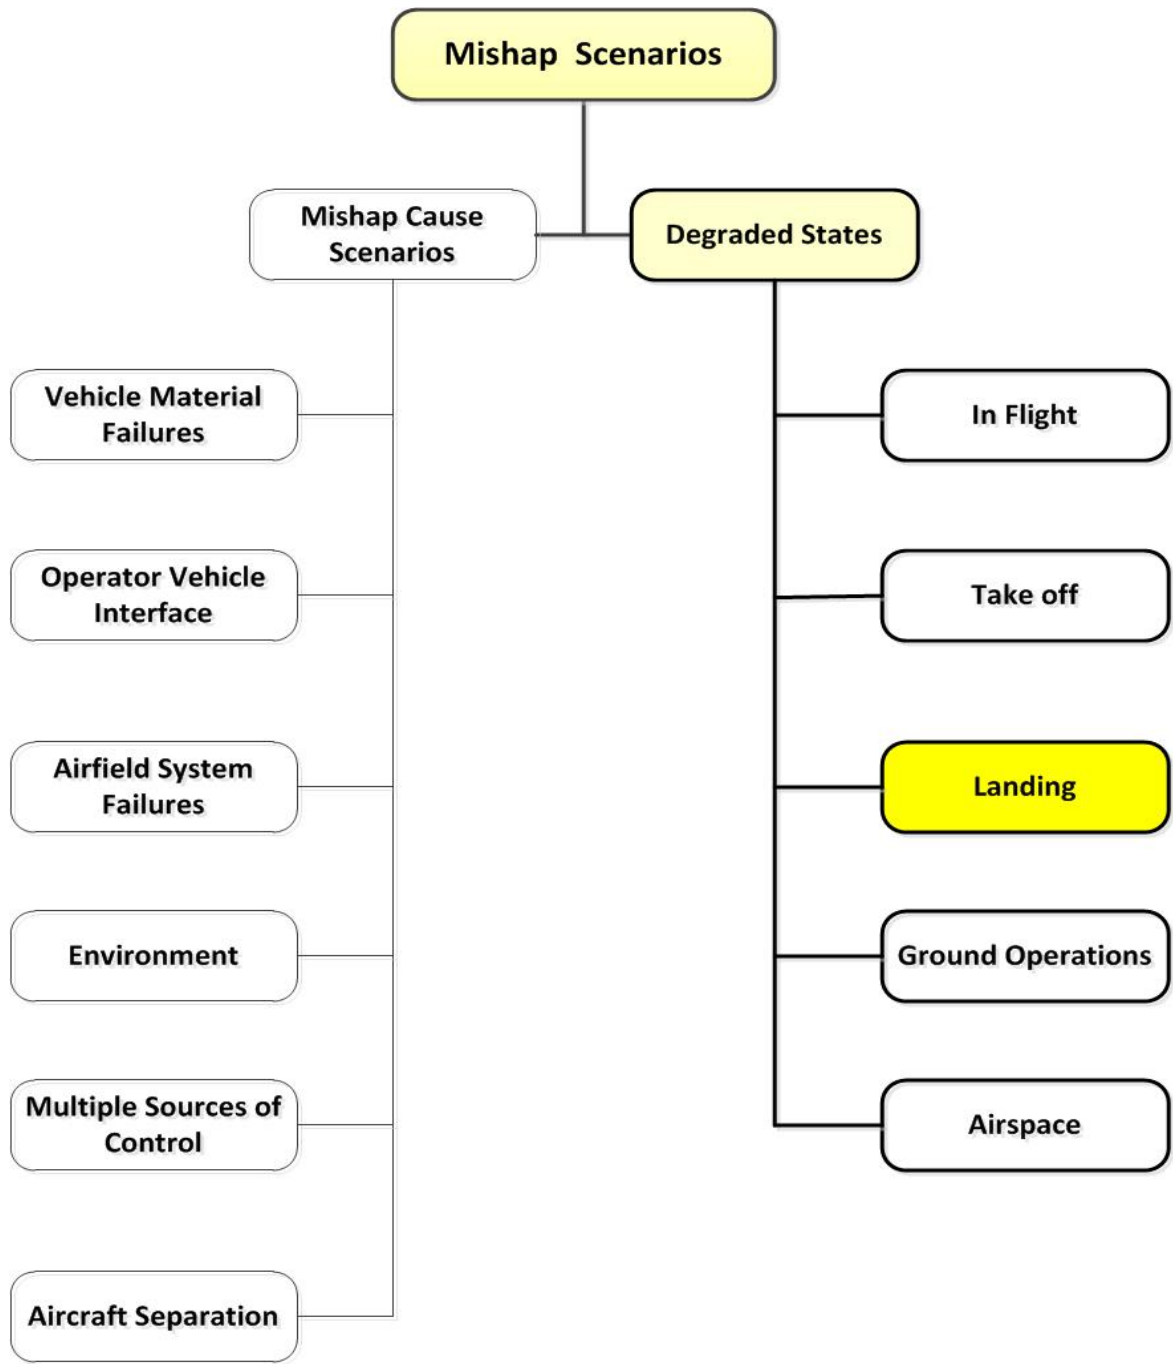 Mishap Scenarios
Mishap Cause
Scenarios
Degraded States
Vehicle Material
Failures
Operator Vehicle
Interface
Airfield System
Failures
Environment
Multiple Sources of
Control
Aircraft Separation
In Flight
Take off
Landing
Ground Operations
Airspace